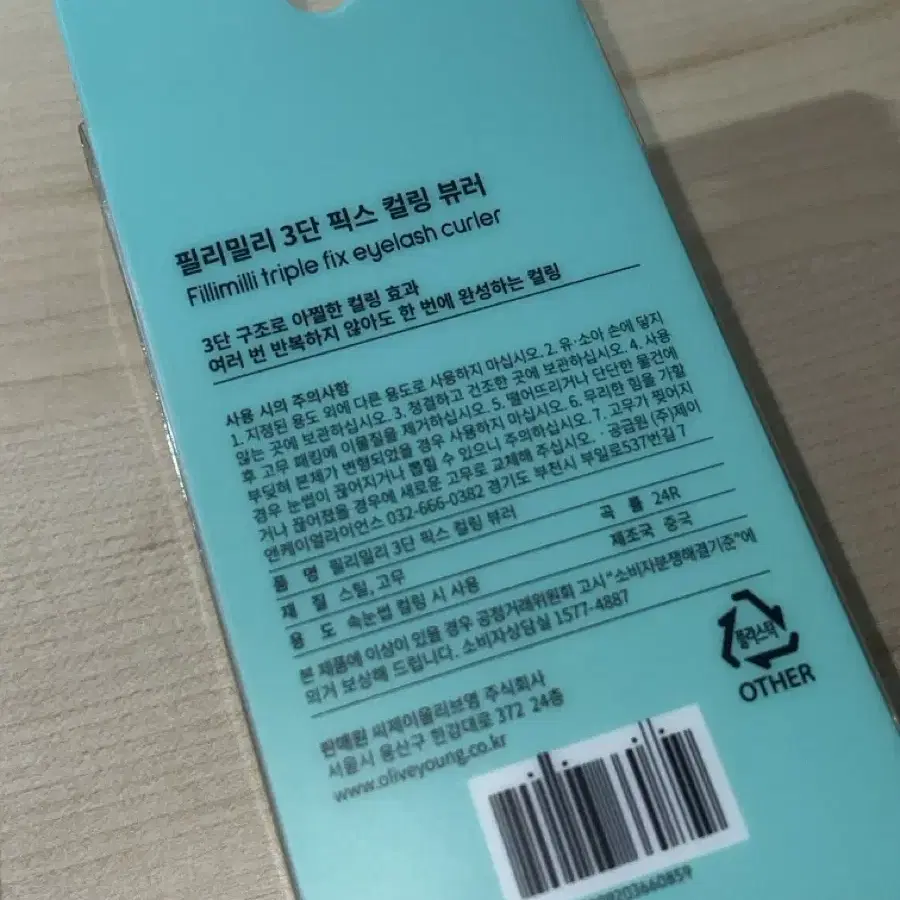 필리밀리 3단 픽스 컬링 뷰러
Fillimilli triple fix eyelash curler
3단 구조로 아찔한 컬링 효과
여러 번 반복하지 않아도 한 번에 완성하는 컬링
사용 시의 주의사항
1. 지정된 용도 외에 다른 용도로 사용하지 마십시오. 2. 유·소아 손에 닿지
않는 곳에 보관하십시오. 3. 청결하고 건조한 곳에 보관하십시오. 4. 사용
후 고무 패킹에 이물질을 제거하십시오. 5. 떨어뜨리거나 단단한 물건에
부딪혀 본체가 변형되었을 경우 사용하지 마십시오. 6. 무리한 힘을 가할
경우 눈썹이 끊어지거나 뽑힐 수 있으니 주의하십시오. 7. 고무가 찢어지
거나 끊어졌을 경우에 새로운 고무로 교체해 주십시오. · 공급원 (주)제이
앤케이얼라이언스 032-666-0382 경기도 부천시 부일로537번길 7
품 명 필리밀리 3단 픽스 컬링 뷰러 곡 률 24R
재 질 스틸, 고무 제조국 중국
용 도 속눈썹 컬링 시 사용
본 제품에 이상이 있을 경우 공정거래위원회 고시 "소비자분쟁해결기준"에
의거 보상해 드립니다. 소비자상담실 1577-4887
플라스틱
OTHER
판매원 씨제이올리브영 주식회사
서울시 용산구 한강대로 372 24층
www.oliveyoung.co.kr